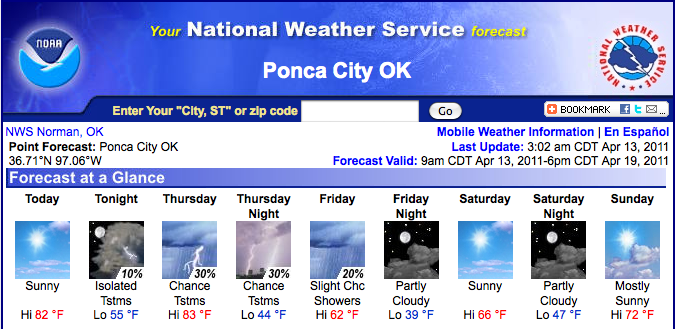 NOAA
Your National Weather Service forecast
NATIONAL WEATHER SERVICE
Ponca City OK
Enter Your "City, ST" or zip code
Go
BOOKMARK
NWS Norman, OK
Mobile Weather Information | En Español
Point Forecast: Ponca City OK
Last Update: 3:02 am CDT Apr 13, 2011
36.71°N 97.06°W
Forecast Valid: 9am CDT Apr 13, 2011-6pm CDT Apr 19, 2011
Forecast at a Glance
Today
Sunny
Hi 82 °F
Tonight
10%
Isolated
Tstms
Lo 55 °F
Thursday
30%
Chance
Tstms
Hi 83 °F
Thursday
Night
30%
Chance
Tstms
Lo 44 °F
Friday
20%
Slight Chc
Showers
Hi 62 °F
Friday
Night
Partly
Cloudy
Lo 39 °F
Saturday
Sunny
Hi 66 °F
Saturday
Night
Partly
Cloudy
Lo 47 °F
Sunday
Mostly
Sunny
Hi 72 °F